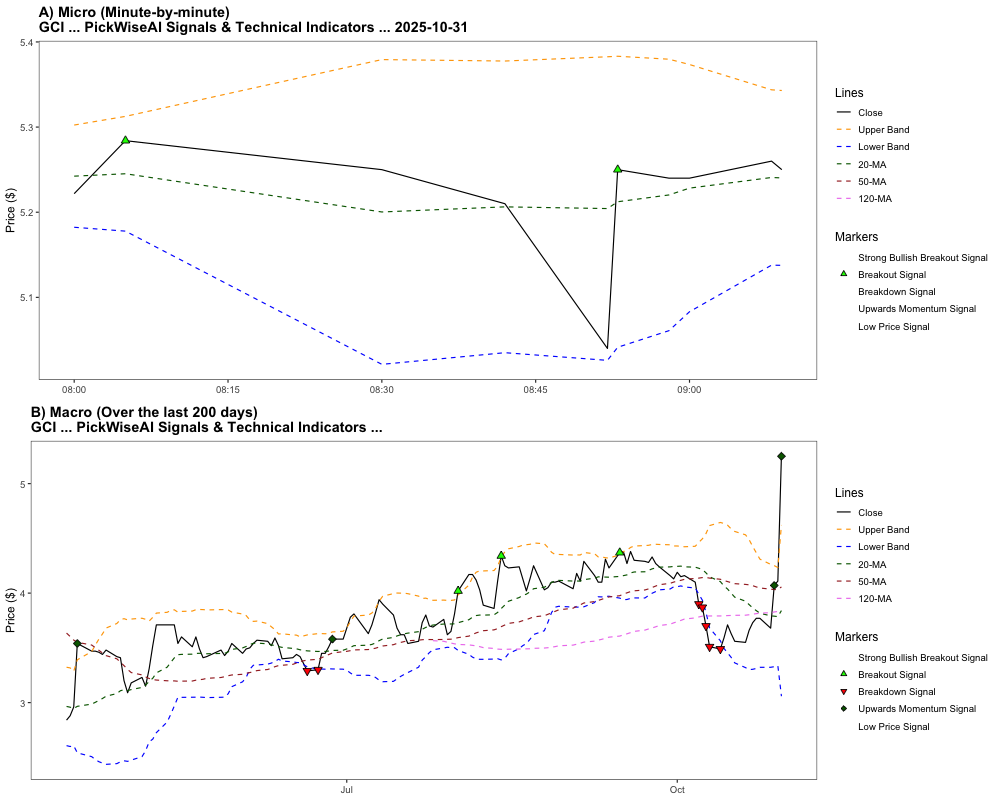 A) Micro (Minute-by-minute)
GCI ... PickWiseAI Signals & Technical Indicators ... 2025-10-31
5.4
5.3
5.2
5.1
Price ($)
08:00
08:15
08:30
08:45
09:00
Lines
Close
Upper Band
Lower Band
20-MA
50-MA
120-MA
Markers
Strong Bullish Breakout Signal
Breakout Signal
Breakdown Signal
Upwards Momentum Signal
Low Price Signal
B) Macro (Over the last 200 days)
GCI ... PickWiseAI Signals & Technical Indicators ...
5
4
3
Price ($)
Jul
Oct
Lines
Close
Upper Band
Lower Band
20-MA
50-MA
120-MA
Markers
Strong Bullish Breakout Signal
Breakout Signal
Breakdown Signal
Upwards Momentum Signal
Low Price Signal